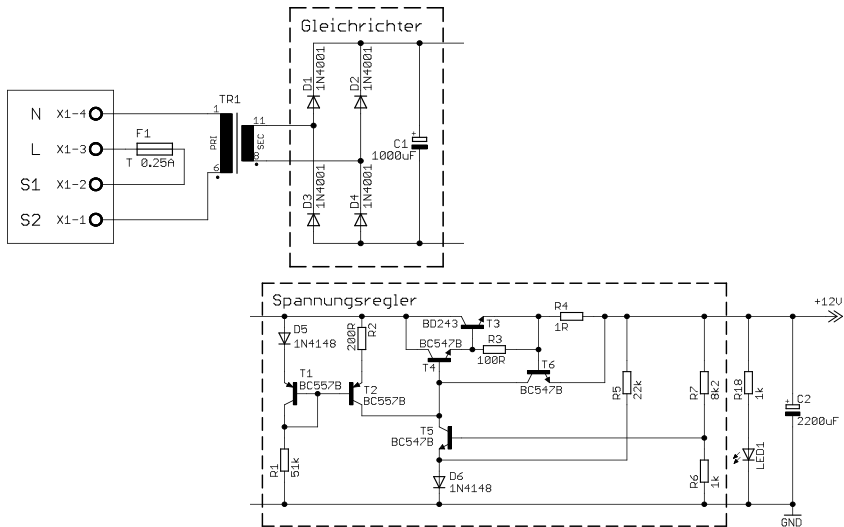 Gleichrichter
D1
1N4001
D2
1N4001
TR1
N X1-4
1
11
PRI
SEC
L X1-3
F1
T 0.25A
6
8
C1
1000uF
S1 X1-2
D3
1N4001
D4
1N4001
S2 X1-1
Spannungsregler
+12V
D5
1N4148
200R
R2
BD243
T3
R4
1R
BC547B
T4
R3
100R
T1
BC557B
T2
BC557B
T6
BC547B
R5
22k
R7
8k2
R18
1k
C2
2200uF
T5
BC547B
R1
51k
D6
1N4148
R6
1k
LED1
GND